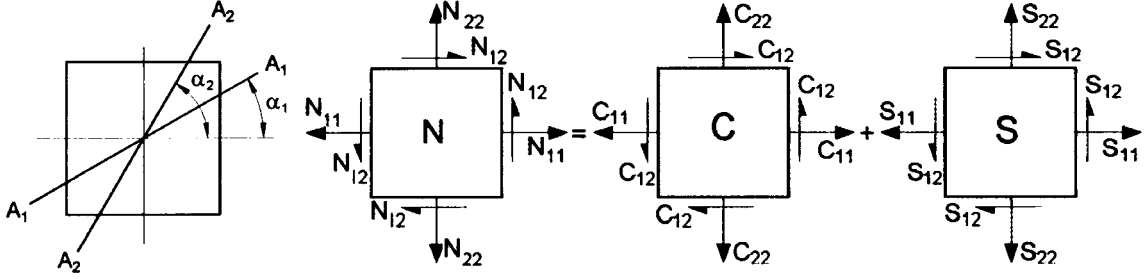 A₂
A₁
α₂
α₁
A₁
A₂
N₂₂
N₁₂
N₁₂
N₁₁
N
N₁₁
N₁₂
N₁₂
N₂₂
=
C₂₂
C₁₂
C₁₂
C₁₁
C
C₁₁
C₁₂
C₁₂
C₂₂
+
S₂₂
S₁₂
S₁₂
S₁₁
S
S₁₁
S₁₂
S₁₂
S₂₂